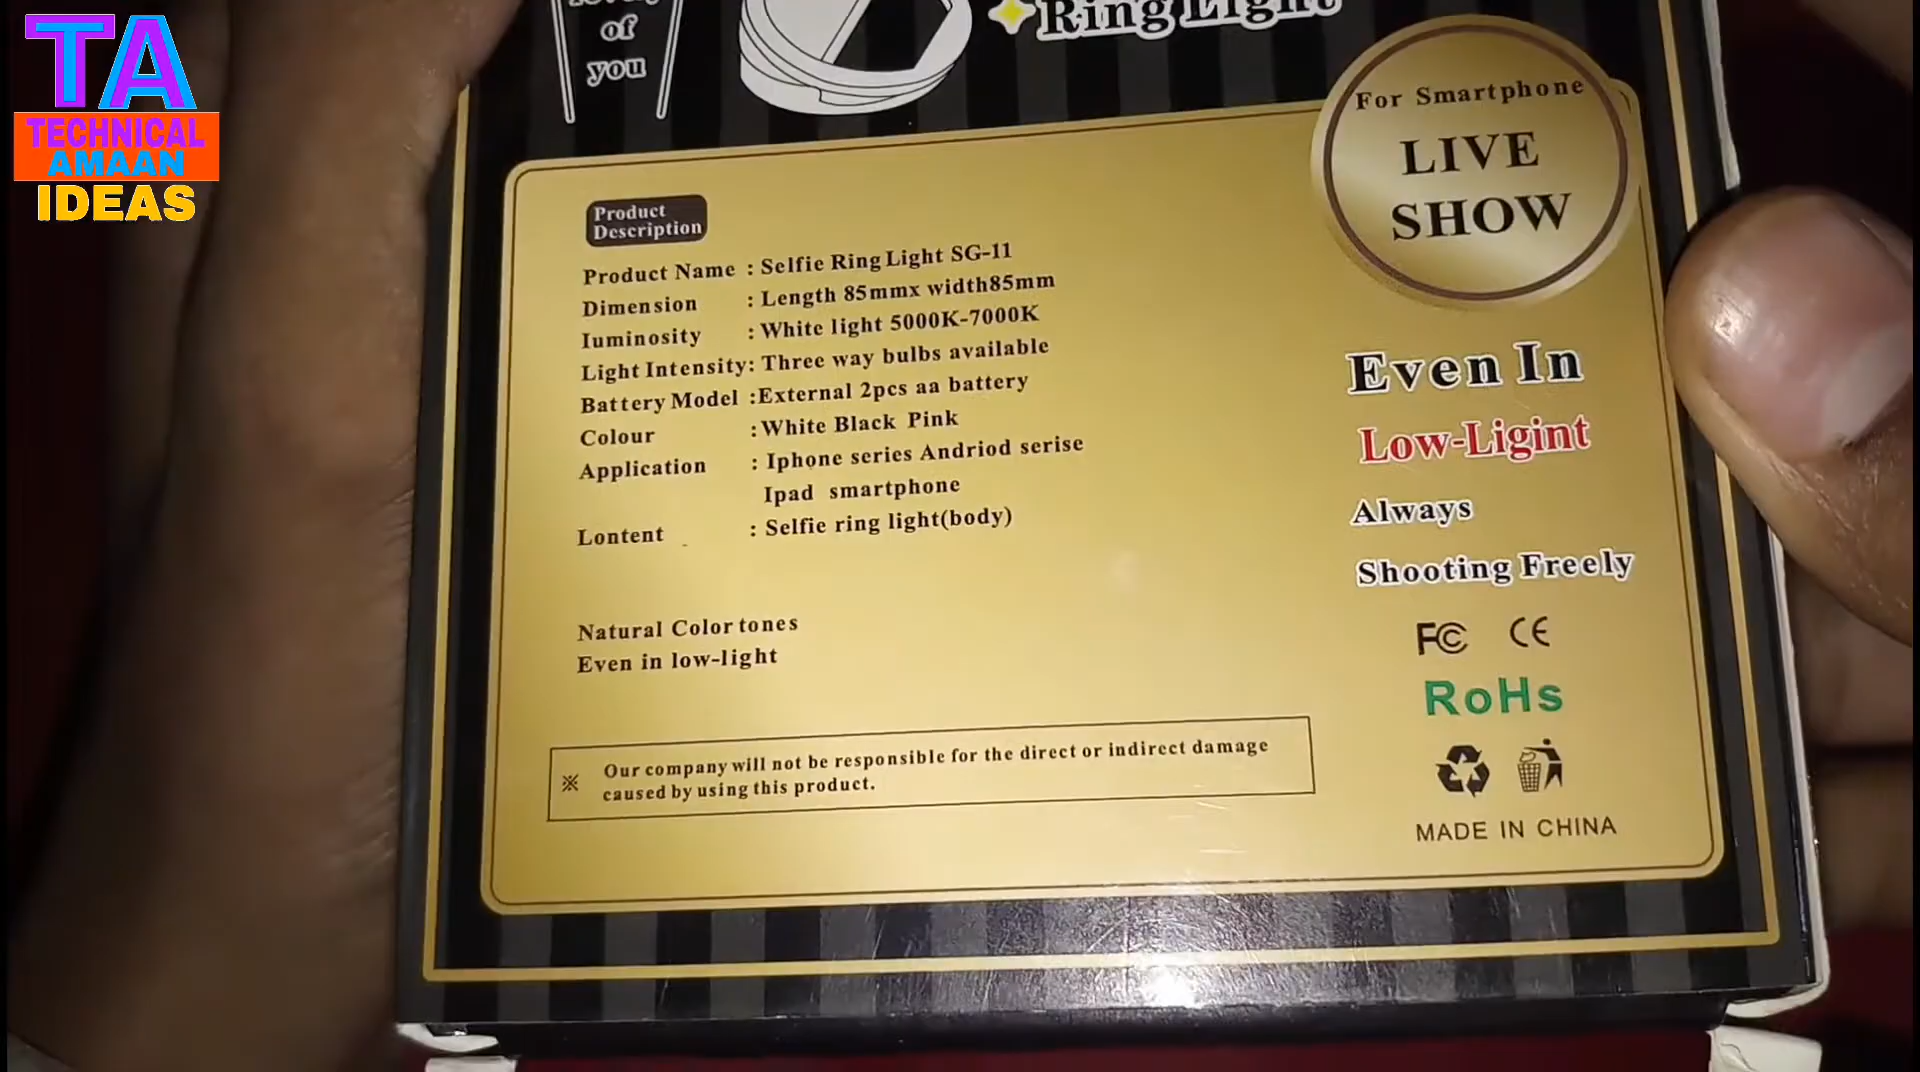 TA
TECHNICAL
AMAAN
IDEAS
of
you
Ring Light
For Smartphone
LIVE
SHOW
Product
Description
Product Name : Selfie Ring Light SG-11
Dimension : Length 85mmx width85mm
Iuminosity : White light 5000K-7000K
Light Intensity: Three way bulbs available
Battery Model :External 2pcs aa battery
Colour :White Black Pink
Application : Iphone series Andriod serise
Ipad smartphone
Lontent : Selfie ring light(body)
Natural Color tones
Even in low-light
※ Our company will not be responsible for the direct or indirect damage
caused by using this product.
Even In
Low-Ligint
Always
Shooting Freely
FC CE
RoHs
MADE IN CHINA